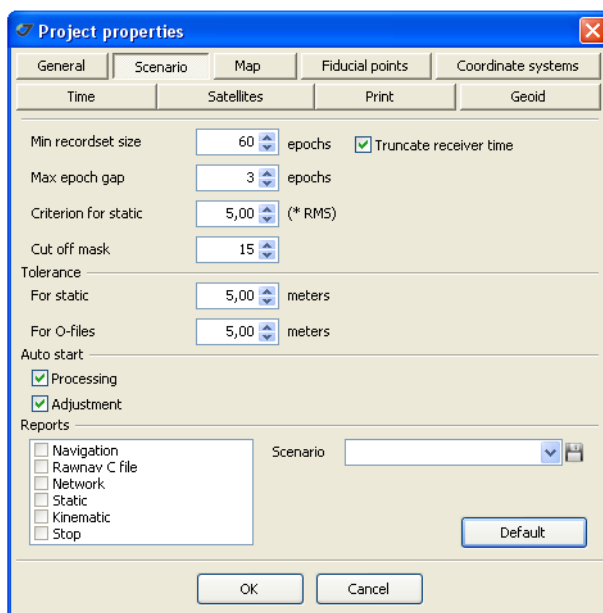 Project properties
General Scenario Map Fiducial points Coordinate systems
Time Satellites Print Geoid
Min recordset size 60 epochs Truncate receiver time
Max epoch gap 3 epochs
Criterion for static 5,00 (* RMS)
Cut off mask 15
Tolerance
For static 5,00 meters
For O-files 5,00 meters
Auto start
Processing
Adjustment
Reports
Navigation Scenario
Rawnav C file
Network
Static
Kinematic
Stop Default
OK Cancel